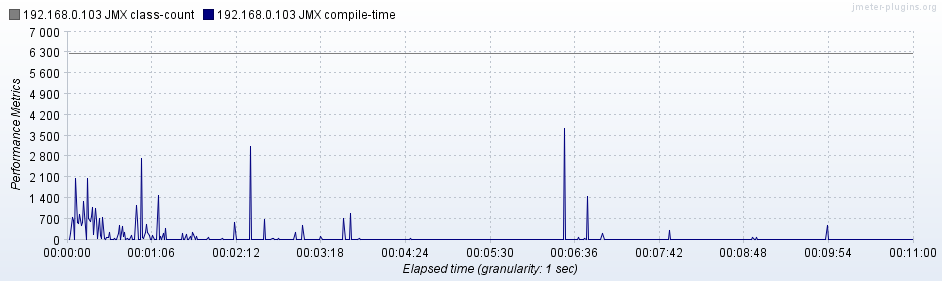 192.168.0.103 JMX class-count 192.168.0.103 JMX compile-time
jmeter-plugins.org
7 000
6 300
5 600
4 900
4 200
3 500
2 800
2 100
1 400
700
0
Performance Metrics
00:00:00 00:01:06 00:02:12 00:03:18 00:04:24 00:05:30 00:06:36 00:07:42 00:08:48 00:09:54 00:11:00
Elapsed time (granularity: 1 sec)